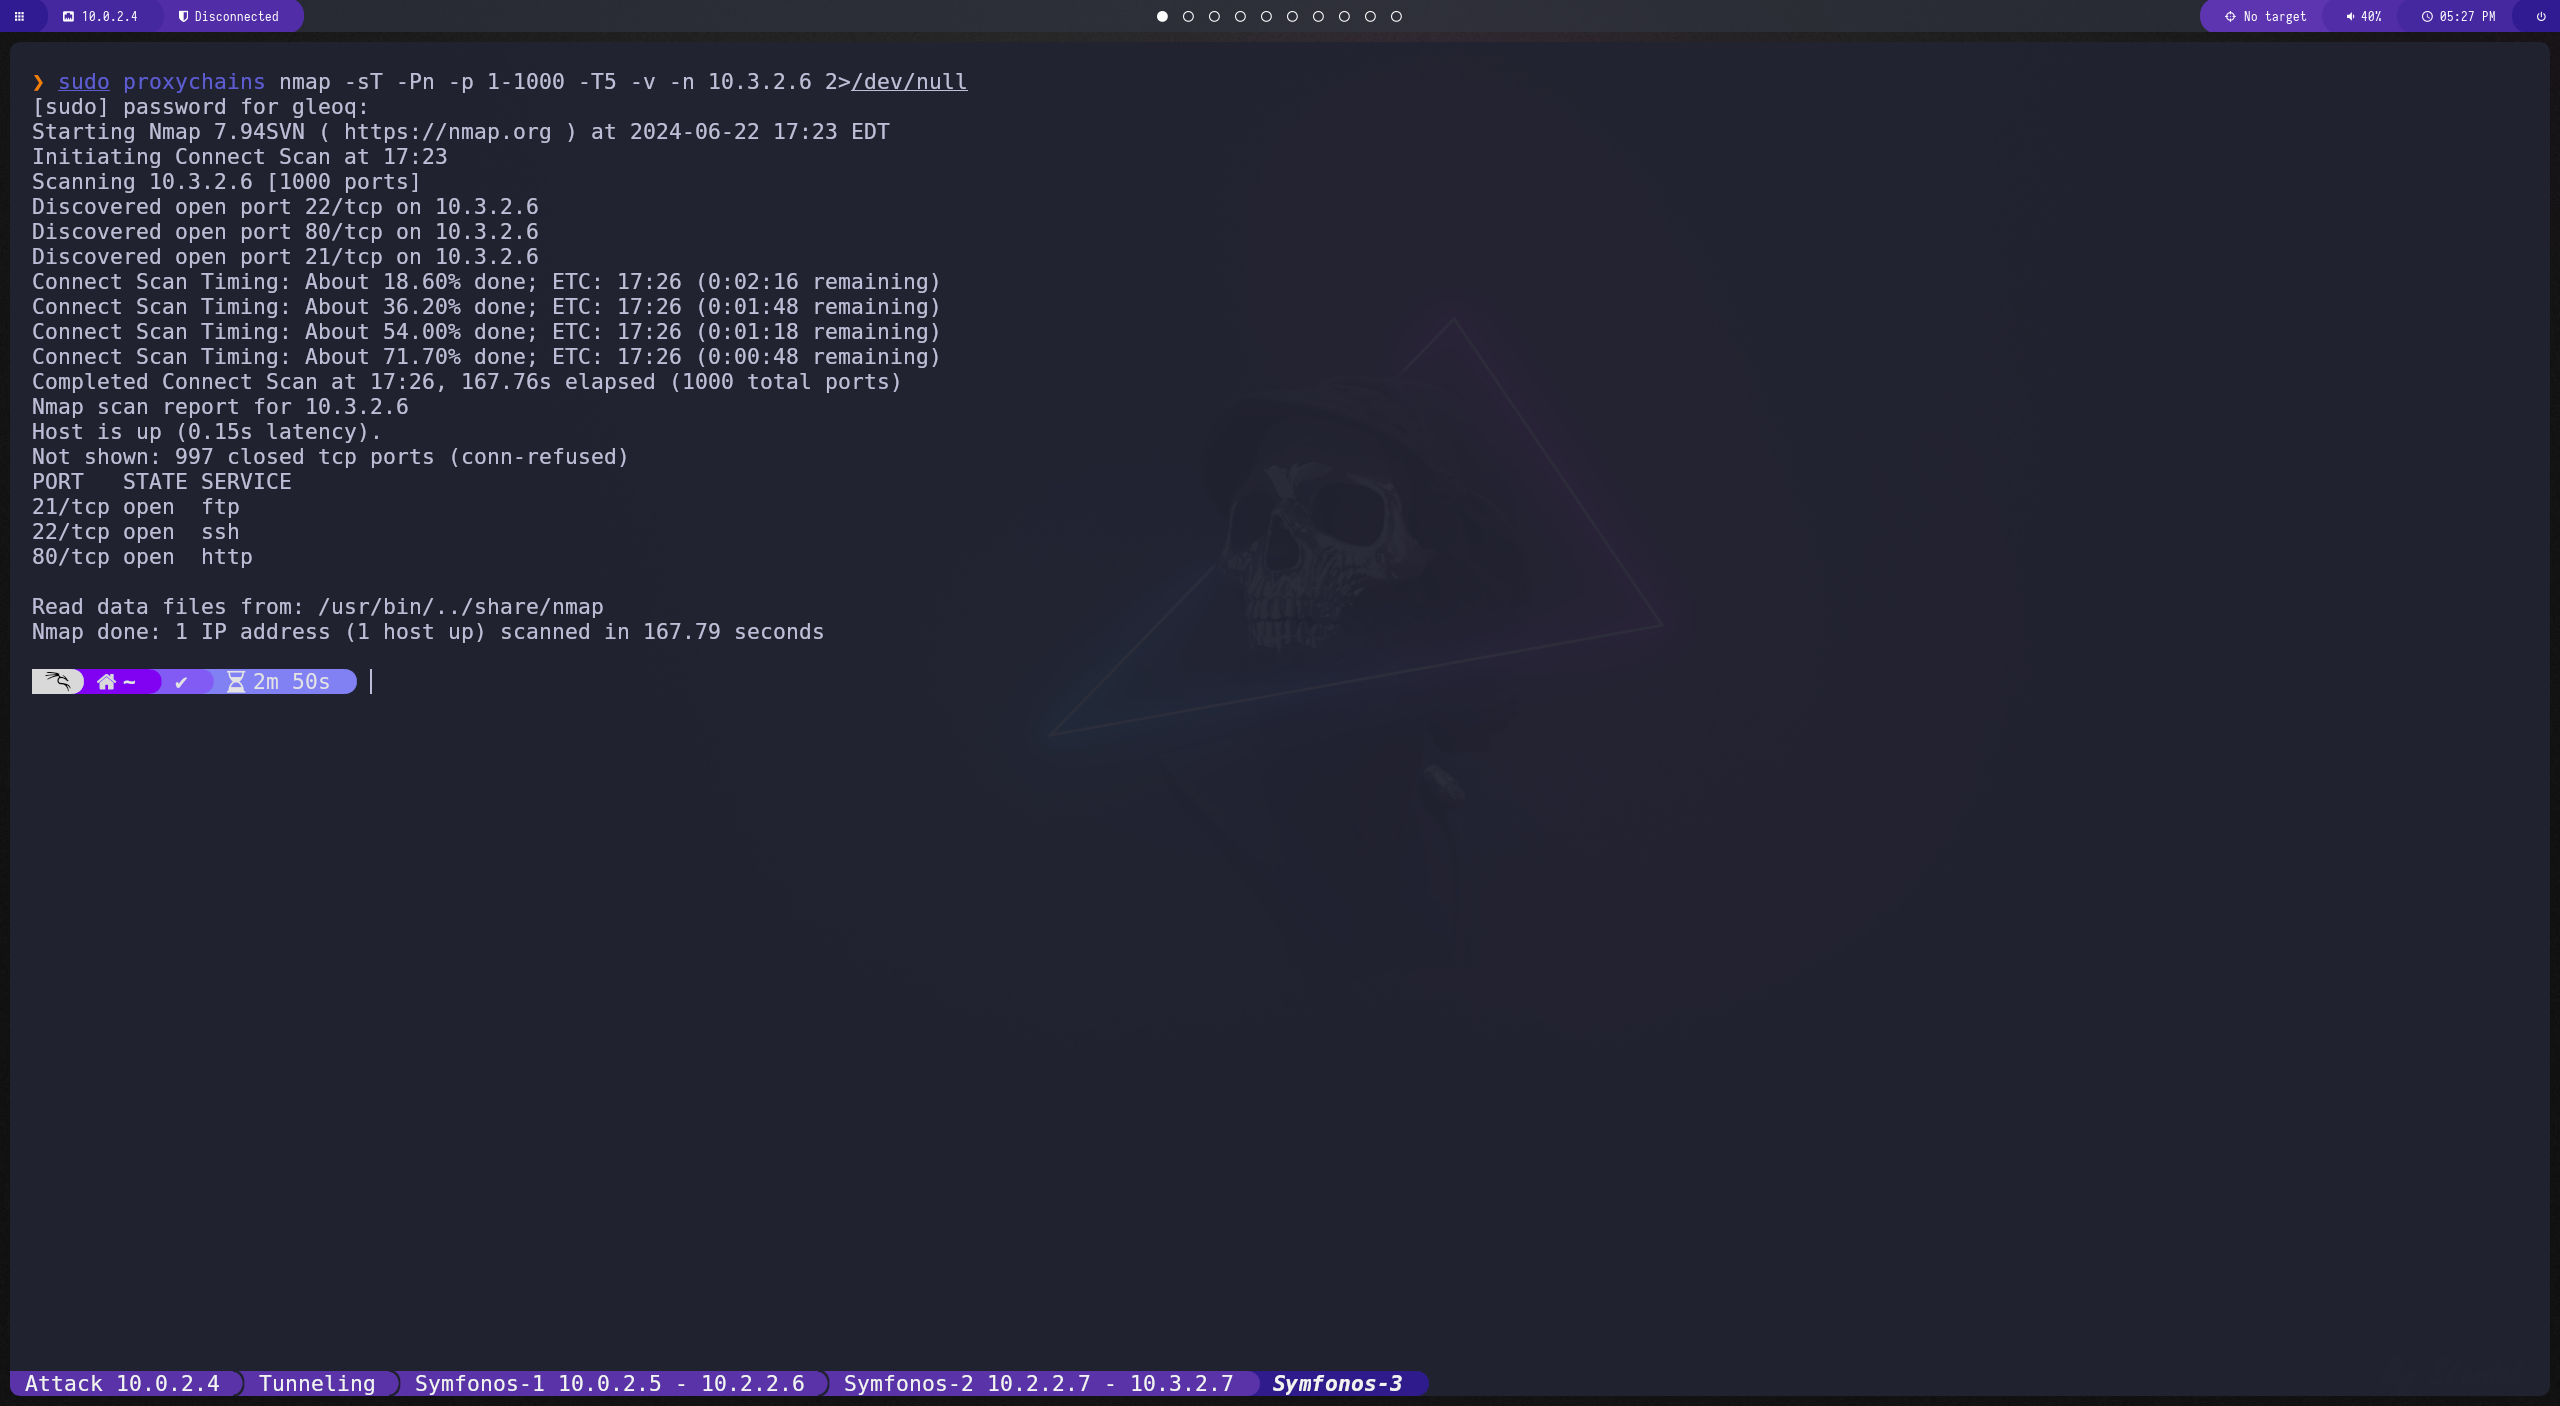 10.0.2.4 Disconnected No target 40% 05:27 PM
❯ sudo proxychains nmap -sT -Pn -p 1-1000 -T5 -v -n 10.3.2.6 2>/dev/null
[sudo] password for gleoq:
Starting Nmap 7.94SVN ( https://nmap.org ) at 2024-06-22 17:23 EDT
Initiating Connect Scan at 17:23
Scanning 10.3.2.6 [1000 ports]
Discovered open port 22/tcp on 10.3.2.6
Discovered open port 80/tcp on 10.3.2.6
Discovered open port 21/tcp on 10.3.2.6
Connect Scan Timing: About 18.60% done; ETC: 17:26 (0:02:16 remaining)
Connect Scan Timing: About 36.20% done; ETC: 17:26 (0:01:48 remaining)
Connect Scan Timing: About 54.00% done; ETC: 17:26 (0:01:18 remaining)
Connect Scan Timing: About 71.70% done; ETC: 17:26 (0:00:48 remaining)
Completed Connect Scan at 17:26, 167.76s elapsed (1000 total ports)
Nmap scan report for 10.3.2.6
Host is up (0.15s latency).
Not shown: 997 closed tcp ports (conn-refused)
PORT   STATE SERVICE
21/tcp open  ftp
22/tcp open  ssh
80/tcp open  http
Read data files from: /usr/bin/../share/nmap
Nmap done: 1 IP address (1 host up) scanned in 167.79 seconds
~ ✔ 2m 50s
Attack 10.0.2.4 Tunneling Symfonos-1 10.0.2.5 - 10.2.2.6 Symfonos-2 10.2.2.7 - 10.3.2.7 Symfonos-3